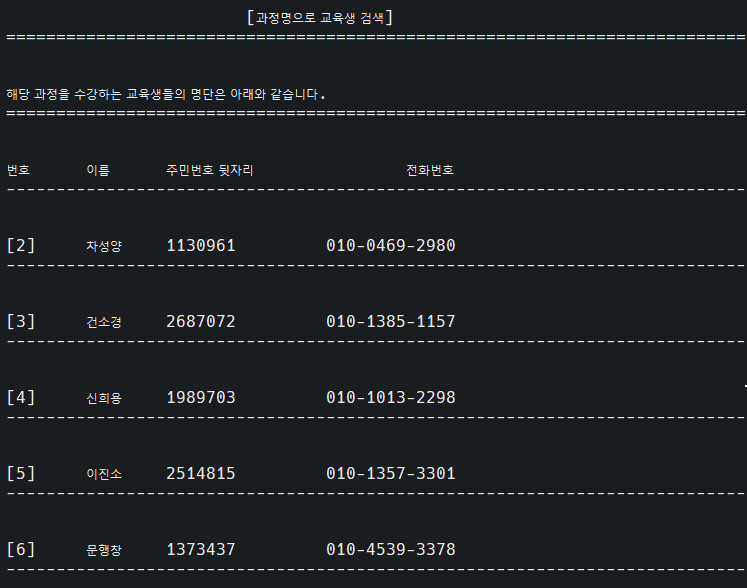 [과정명으로 교육생 검색]
==========================================================================
해당 과정을 수강하는 교육생들의 명단은 아래와 같습니다.
==========================================================================
번호 이름 주민번호 뒷자리 전화번호
--------------------------------------------------------------------------
[2] 차성양 1130961 010-0469-2980
--------------------------------------------------------------------------
[3] 건소경 2687072 010-1385-1157
--------------------------------------------------------------------------
[4] 신희용 1989703 010-1013-2298
--------------------------------------------------------------------------
[5] 이진소 2514815 010-1357-3301
--------------------------------------------------------------------------
[6] 문행창 1373437 010-4539-3378
--------------------------------------------------------------------------